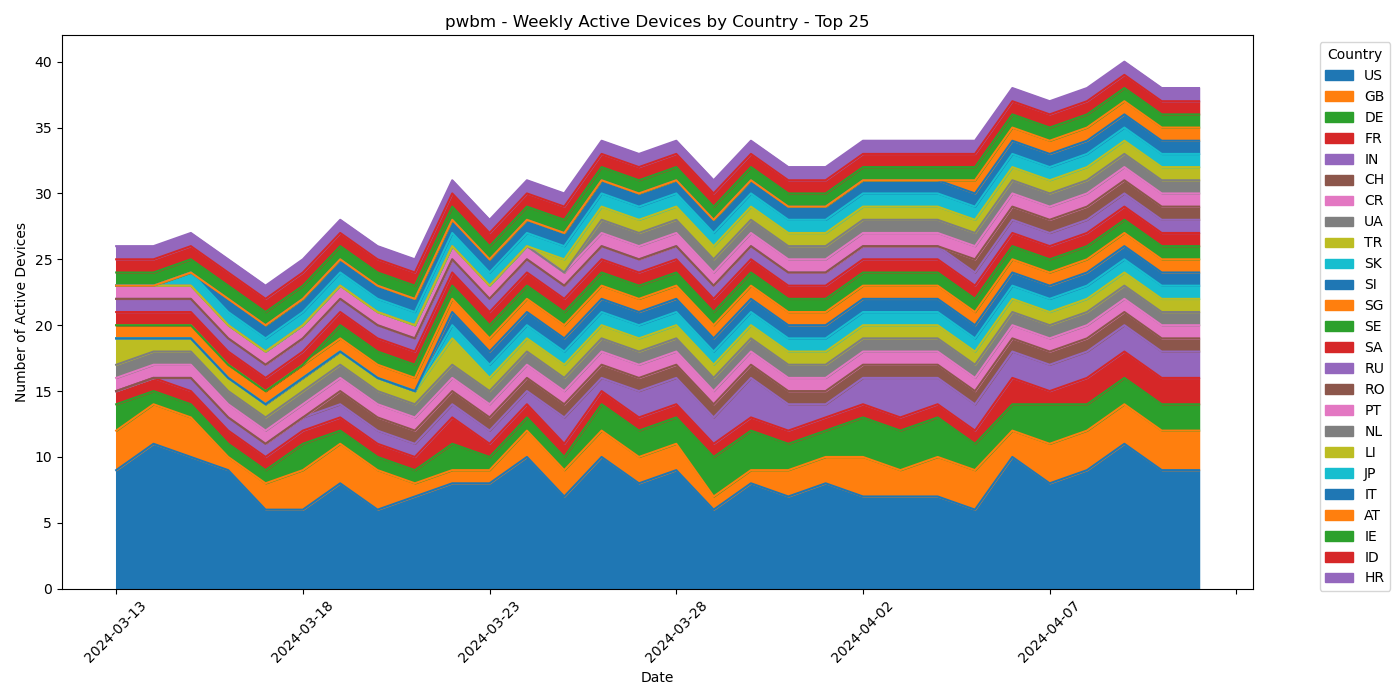 pwbm - Weekly Active Devices by Country - Top 25
Number of Active Devices
40
35
30
25
20
15
10
5
0
2024-03-13
2024-03-18
2024-03-23
2024-03-28
2024-04-02
2024-04-07
Date
Country
US
GB
DE
FR
IN
CH
CR
UA
TR
SK
SI
SG
SE
SA
RU
RO
PT
NL
LI
JP
IT
AT
IE
ID
HR